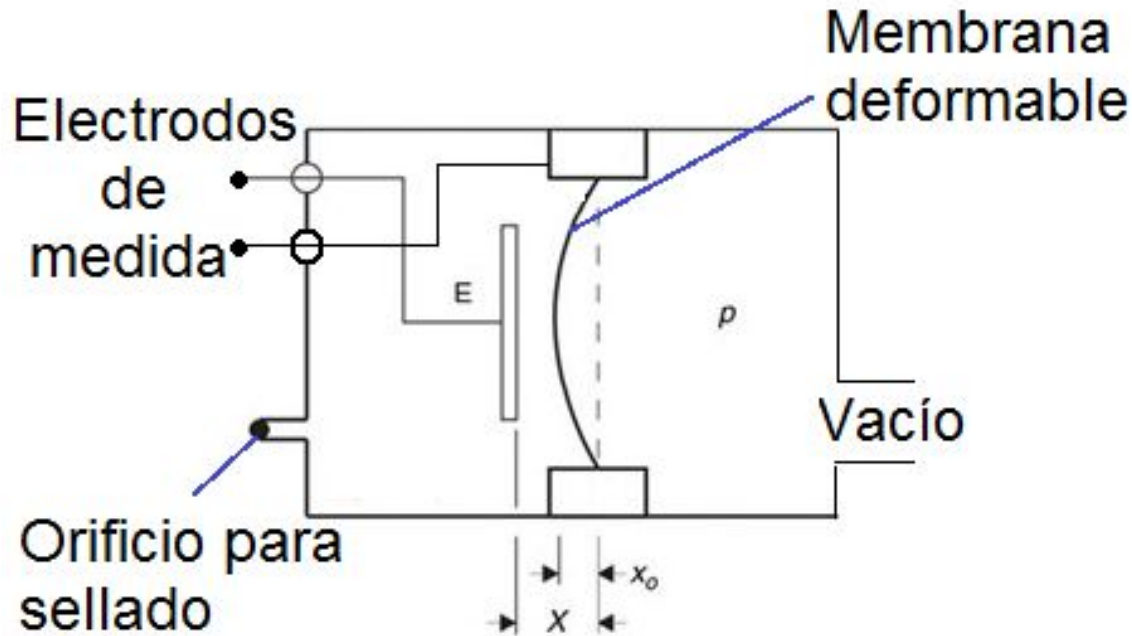 Membrana
deformable
Electrodos
de
medida
E
p
Vacío
Orificio para
sellado
x₀
X